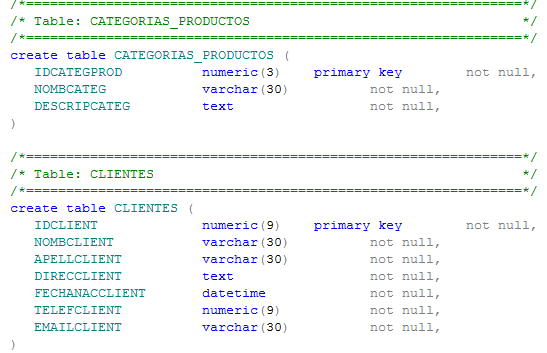 /*==============================================================*/
/* Table: CATEGORIAS_PRODUCTOS */
/*==============================================================*/
create table CATEGORIAS_PRODUCTOS (
IDCATEGPROD numeric(3) primary key not null,
NOMBCATEG varchar(30) not null,
DESCRIPCATEG text not null,
)
/*==============================================================*/
/* Table: CLIENTES */
/*==============================================================*/
create table CLIENTES (
IDCLIENT numeric(9) primary key not null,
NOMBCLIENT varchar(30) not null,
APELLCLIENT varchar(30) not null,
DIRECCLIENT text not null,
FECHANACCLIENT datetime not null,
TELEFCLIENT numeric(9) not null,
EMAILCLIENT varchar(30) not null,
)